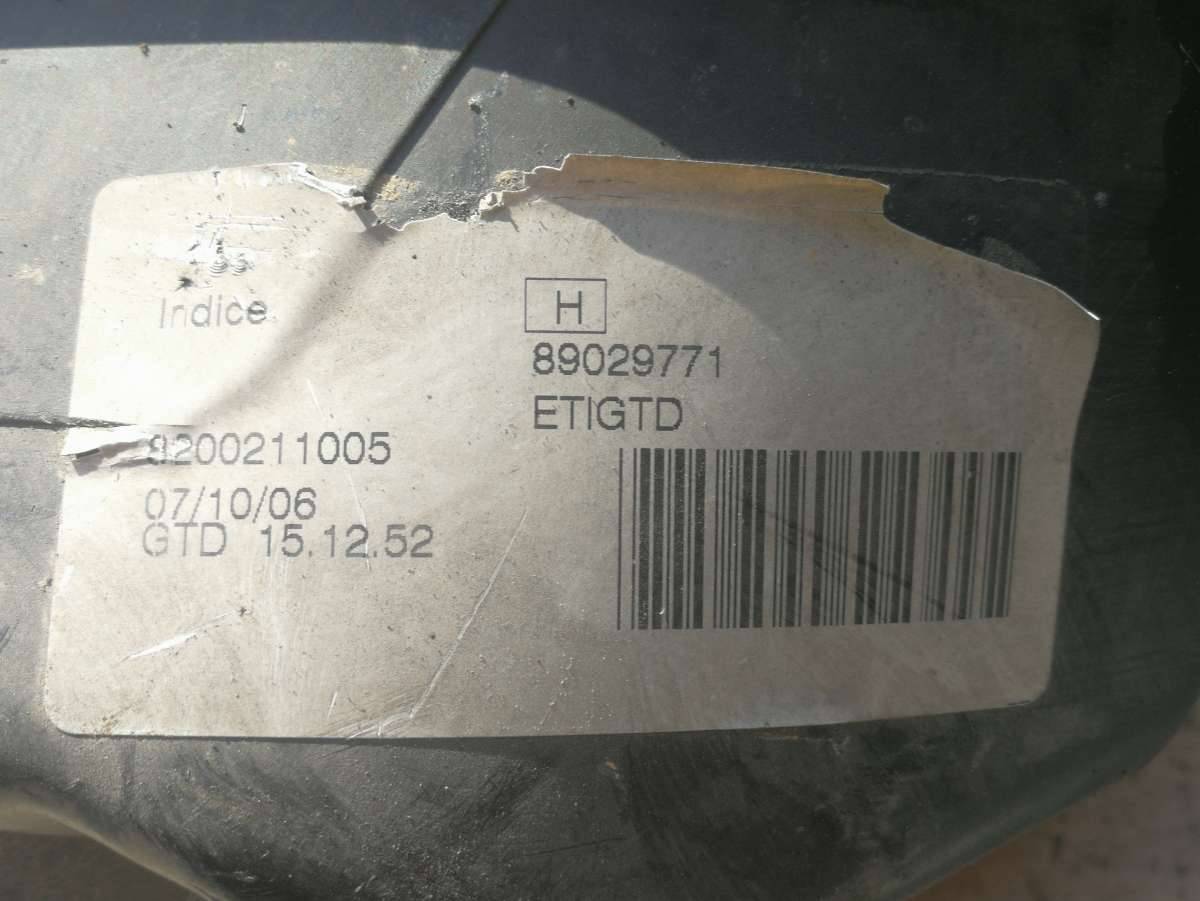 Indice
H
89029771
ETIGTD
8200211005
07/10/06
GTD 15.12.52